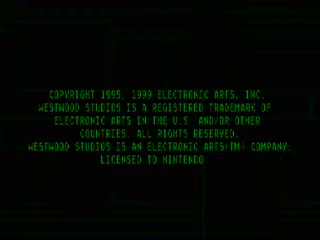 COPYRIGHT 1995, 1999 ELECTRONIC ARTS, INC.
WESTWOOD STUDIOS IS A REGISTERED TRADEMARK OF
ELECTRONIC ARTS IN THE U.S. AND/OR OTHER
COUNTRIES. ALL RIGHTS RESERVED.
WESTWOOD STUDIOS IS AN ELECTRONIC ARTS(TM) COMPANY.
LICENSED TO NINTENDO